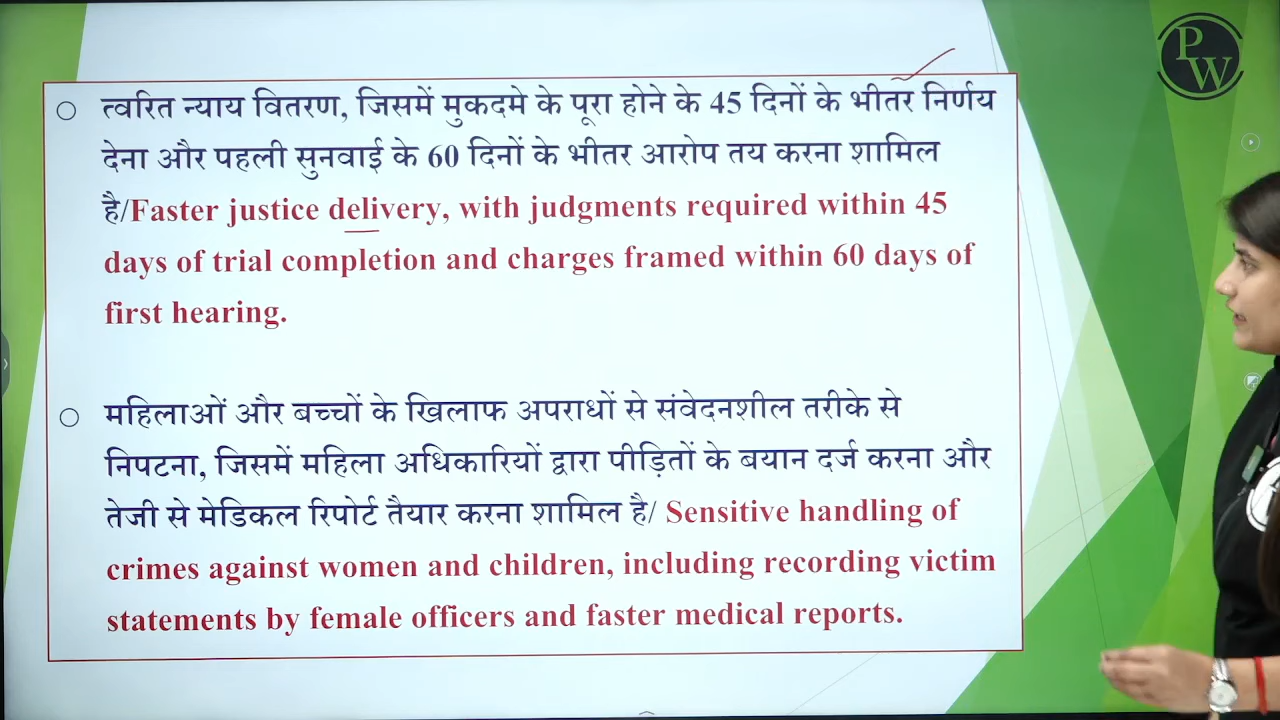 PW
त्वरित न्याय वितरण, जिसमें मुकदमे के पूरा होने के 45 दिनों के भीतर निर्णय
देना और पहली सुनवाई के 60 दिनों के भीतर आरोप तय करना शामिल
है/Faster justice delivery, with judgments required within 45
days of trial completion and charges framed within 60 days of
first hearing.
महिलाओं और बच्चों के खिलाफ अपराधों से संवेदनशील तरीके से
निपटना, जिसमें महिला अधिकारियों द्वारा पीड़ितों के बयान दर्ज करना और
तेजी से मेडिकल रिपोर्ट तैयार करना शामिल है/ Sensitive handling of
crimes against women and children, including recording victim
statements by female officers and faster medical reports.